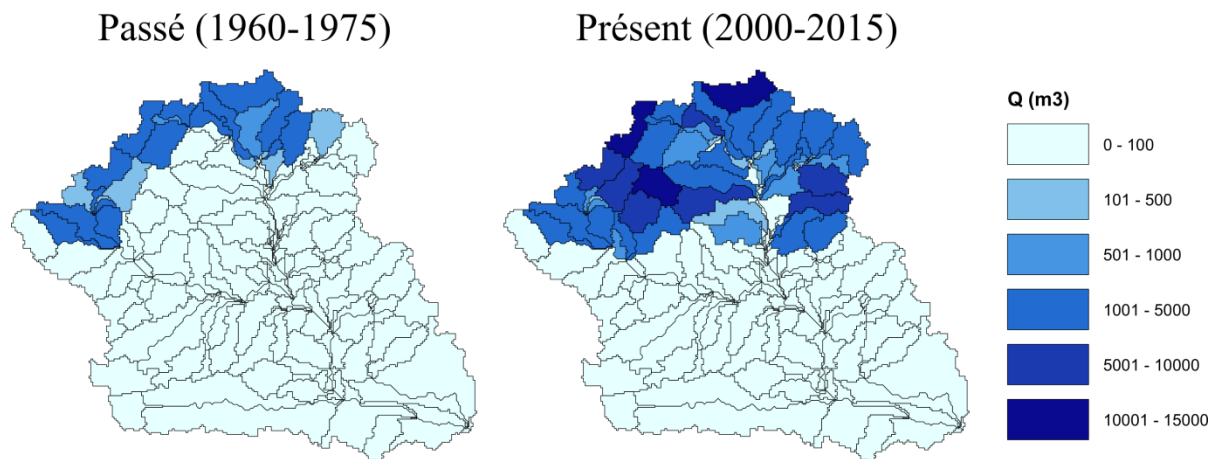 Passé (1960-1975)
Présent (2000-2015)
Q (m3)
0 - 100
101 - 500
501 - 1000
1001 - 5000
5001 - 10000
10001 - 15000